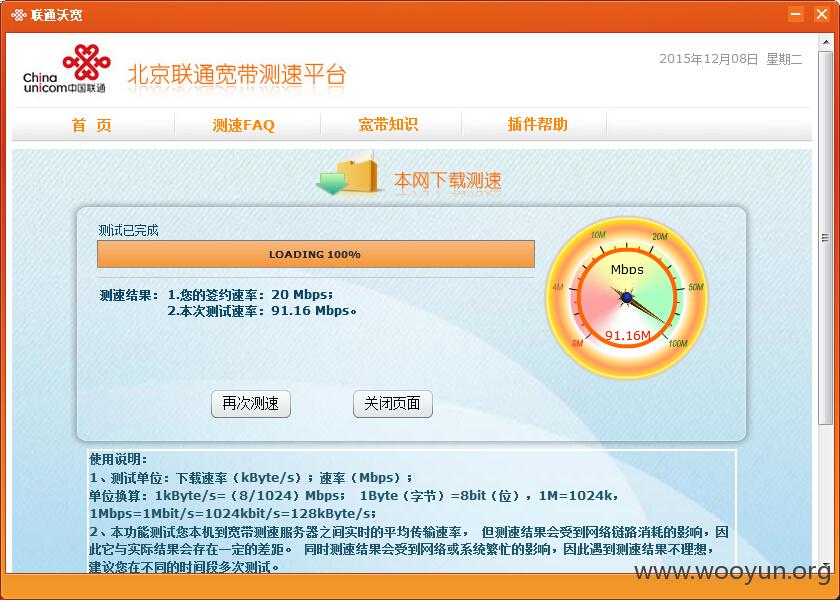 联通沃宽
China
unicom中国联通
北京联通宽带测速平台
2015年12月08日 星期二
首 页
测速FAQ
宽带知识
插件帮助
本网下载测速
测试已完成
LOADING 100%
测速结果： 1.您的签约速率：20 Mbps；
2.本次测试速率：91.16 Mbps。
10M
20M
Mbps
4M
50M
91.16M
0M
100M
再次测速
关闭页面
使用说明：
1、测试单位：下载速率（kByte/s）；速率（Mbps）；
单位换算：1kByte/s=（8/1024）Mbps； 1Byte（字节）=8bit（位），1M=1024k，
1Mbps=1Mbit/s=1024kbit/s=128kByte/s；
2、本功能测试您本机到宽带测速服务器之间实时的平均传输速率， 但测速结果会受到网络链路消耗的影响，因
此它与实际结果会存在一定的差距。 同时测速结果会受到网络或系统繁忙的影响，因此遇到测速结果不理想，
建议您在不同的时间段多次测试。
www.wooyun.org